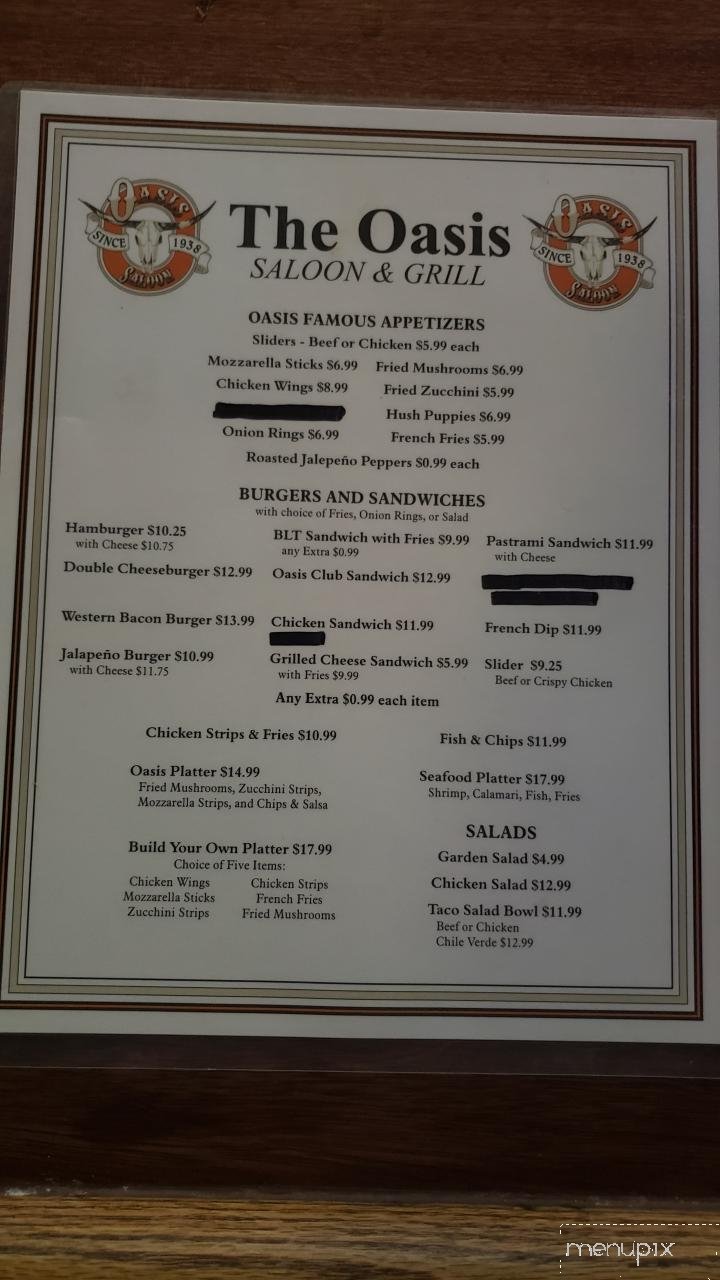 OASIS
SINCE 1938
SALOON
The Oasis
SALOON & GRILL
OASIS
SINCE 1938
SALOON
OASIS FAMOUS APPETIZERS
Sliders - Beef or Chicken $5.99 each
Mozzarella Sticks $6.99 Fried Mushrooms $6.99
Chicken Wings $8.99 Fried Zucchini $5.99
Hush Puppies $6.99
Onion Rings $6.99 French Fries $5.99
Roasted Jalepeño Peppers $0.99 each
BURGERS AND SANDWICHES
with choice of Fries, Onion Rings, or Salad
Hamburger $10.25
with Cheese $10.75
Double Cheeseburger $12.99
Western Bacon Burger $13.99
Jalapeño Burger $10.99
with Cheese $11.75
BLT Sandwich with Fries $9.99
any Extra $0.99
Oasis Club Sandwich $12.99
Chicken Sandwich $11.99
Grilled Cheese Sandwich $5.99
with Fries $9.99
Pastrami Sandwich $11.99
with Cheese
French Dip $11.99
Slider $9.25
Beef or Crispy Chicken
Any Extra $0.99 each item
Chicken Strips & Fries $10.99
Fish & Chips $11.99
Oasis Platter $14.99
Fried Mushrooms, Zucchini Strips,
Mozzarella Strips, and Chips & Salsa
Seafood Platter $17.99
Shrimp, Calamari, Fish, Fries
Build Your Own Platter $17.99
Choice of Five Items:
Chicken Wings Chicken Strips
Mozzarella Sticks French Fries
Zucchini Strips Fried Mushrooms
SALADS
Garden Salad $4.99
Chicken Salad $12.99
Taco Salad Bowl $11.99
Beef or Chicken
Chile Verde $12.99
menupix